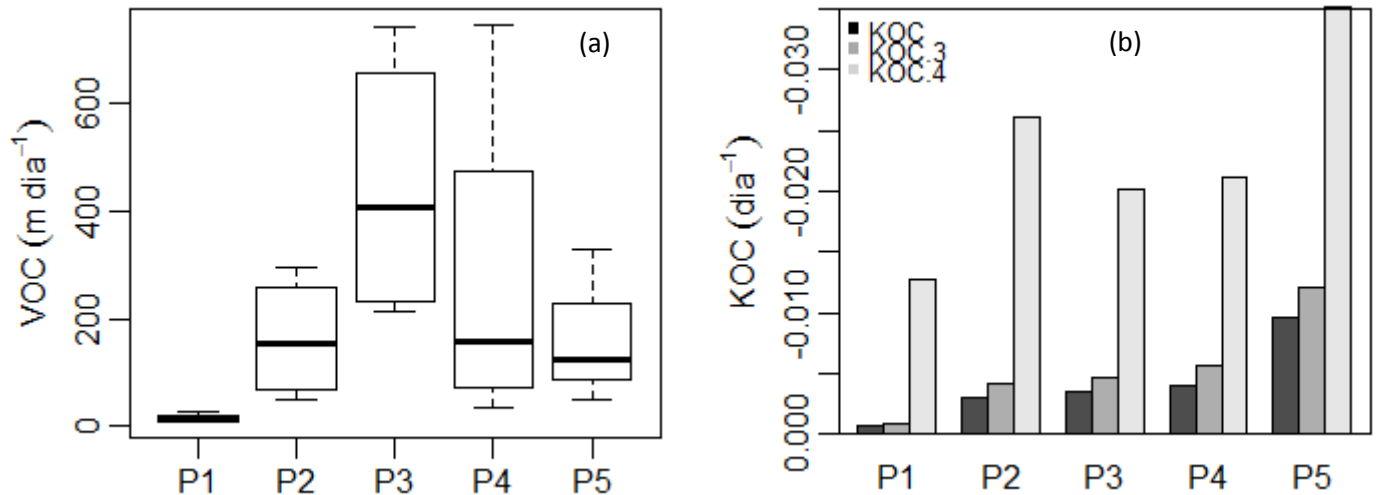 (a)
VOC (m dia⁻¹)
600
400
200
0
P1 P2 P3 P4 P5
(b)
KOC
KOC.3
KOC.4
KOC (dia⁻¹)
-0.030
-0.020
-0.010
0.000
P1 P2 P3 P4 P5